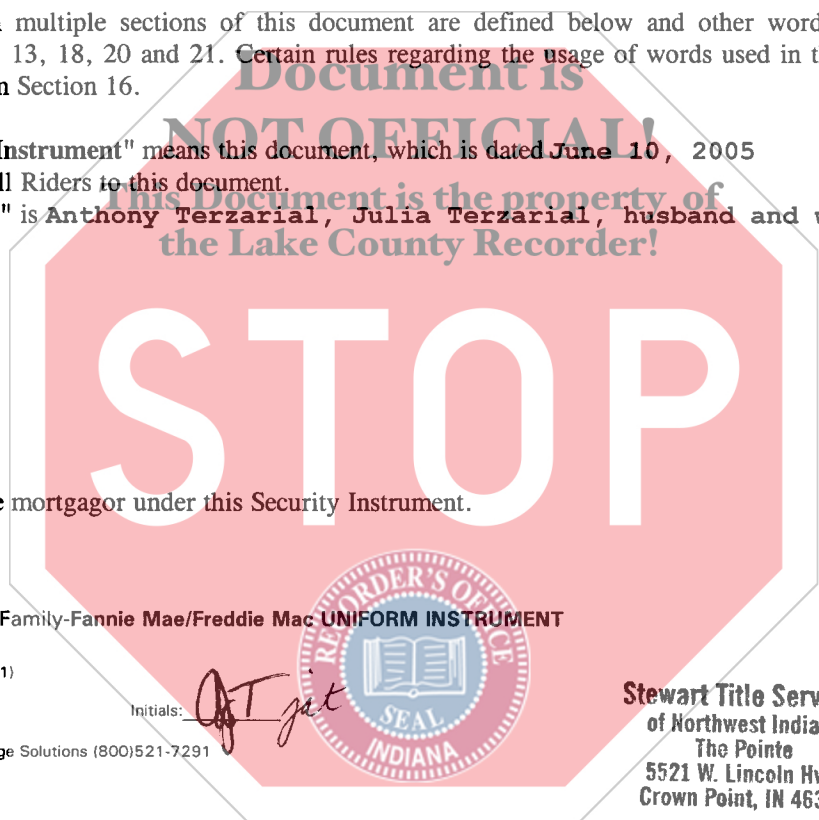 multiple sections of this document are defined below and other word
13, 18, 20 and 21. Certain rules regarding the usage of words used in t
n Section 16.
Document is
NOT OFFICIAL!
Instrument" means this document, which is dated June 10, 2005
ll Riders to this document.
This Document is the property of
" is Anthony Terzarial, Julia Terzarial, husband and w
the Lake County Recorder!
STOP
e mortgagor under this Security Instrument.
RECORDER'S OFFICE
SEAL
INDIANA
Family-Fannie Mae/Freddie Mac UNIFORM INSTRUMENT
1)
Initials: AJT jat
ge Solutions (800)521-7291
Stewart Title Serv
of Northwest India
The Pointe
5521 W. Lincoln Hw
Crown Point, IN 463